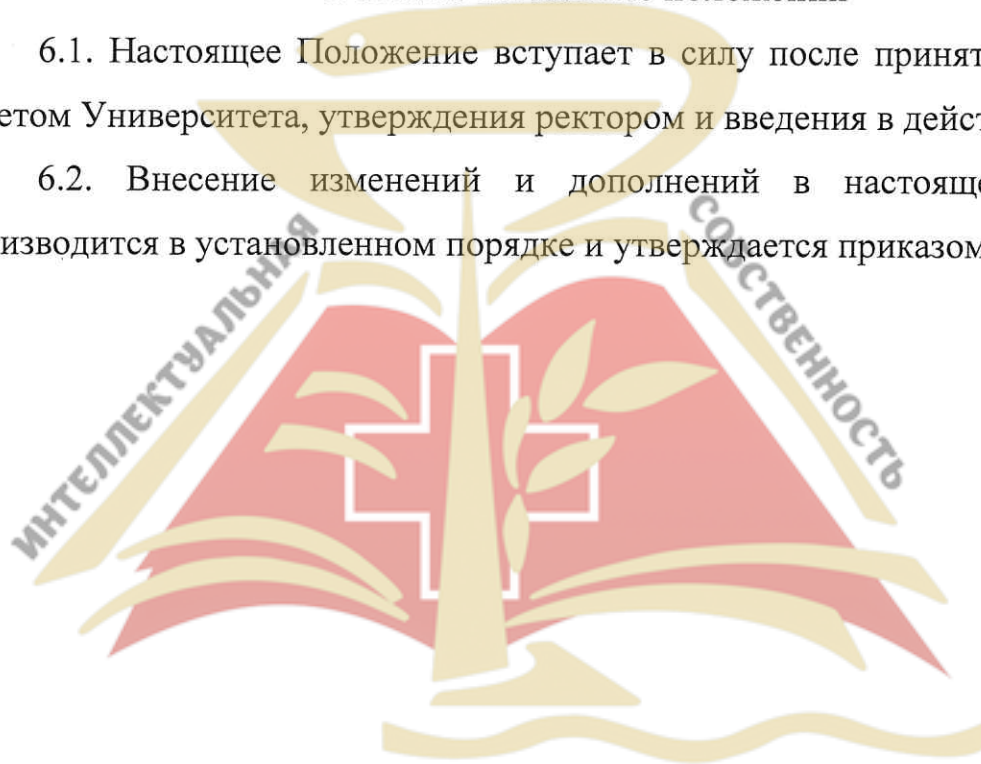 6.1. Настоящее Положение вступает в силу после принят
етом Университета, утверждения ректором и введения в дейст
6.2. Внесение изменений и дополнений в настояще
изводится в установленном порядке и утверждается приказом
ИНТЕЛЛЕКТУАЛЬНАЯ
СОБСТВЕННОСТЬ